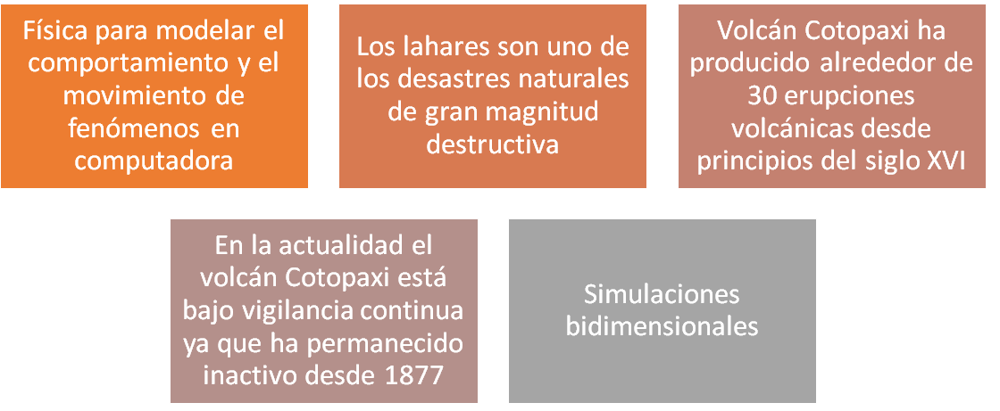 Física para modelar el
comportamiento y el
movimiento de
fenómenos en
computadora
Los lahares son uno de
los desastres naturales
de gran magnitud
destructiva
Volcán Cotopaxi ha
producido alrededor de
30 erupciones
volcánicas desde
principios del siglo XVI
En la actualidad el
volcán Cotopaxi está
bajo vigilancia continua
ya que ha permanecido
inactivo desde 1877
Simulaciones
bidimensionales